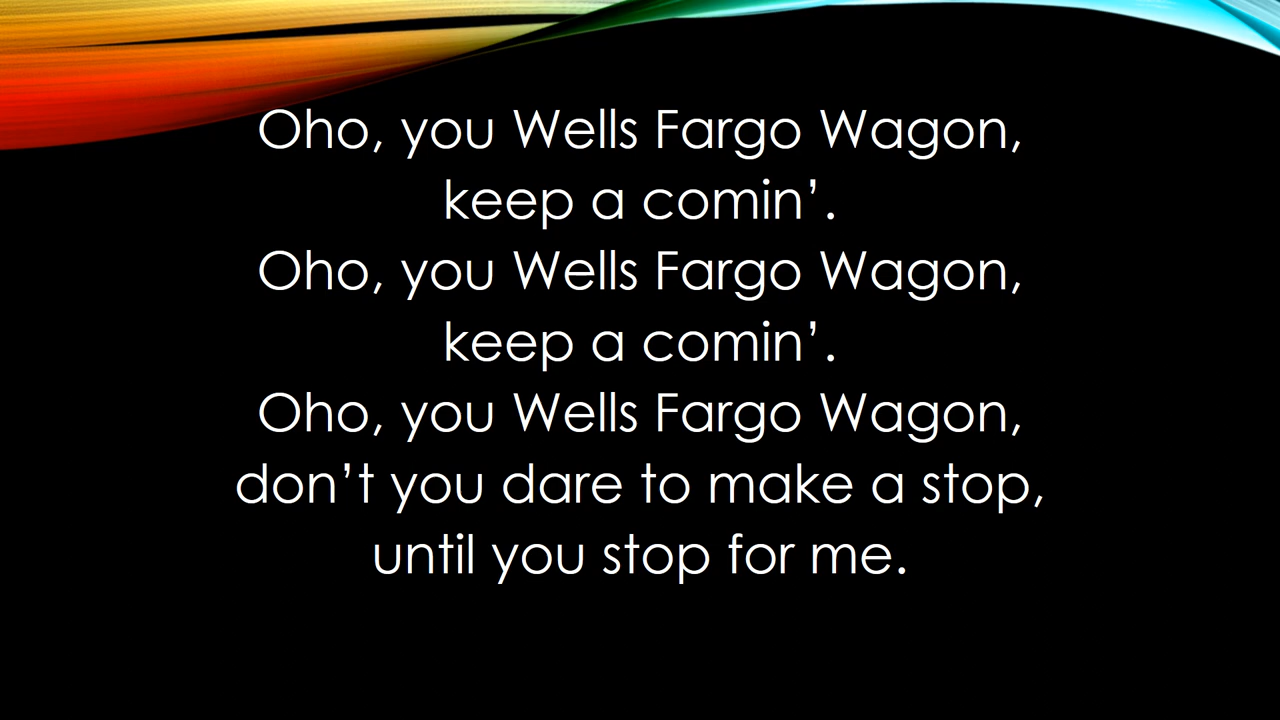 Oho, you Wells Fargo Wagon,
keep a comin’.
Oho, you Wells Fargo Wagon,
keep a comin’.
Oho, you Wells Fargo Wagon,
don’t you dare to make a stop,
until you stop for me.